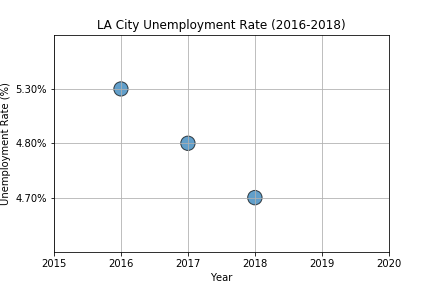 LA City Unemployment Rate (2016-2018)
Unemployment Rate (%)
5.30%
4.80%
4.70%
2015 2016 2017 2018 2019 2020
Year